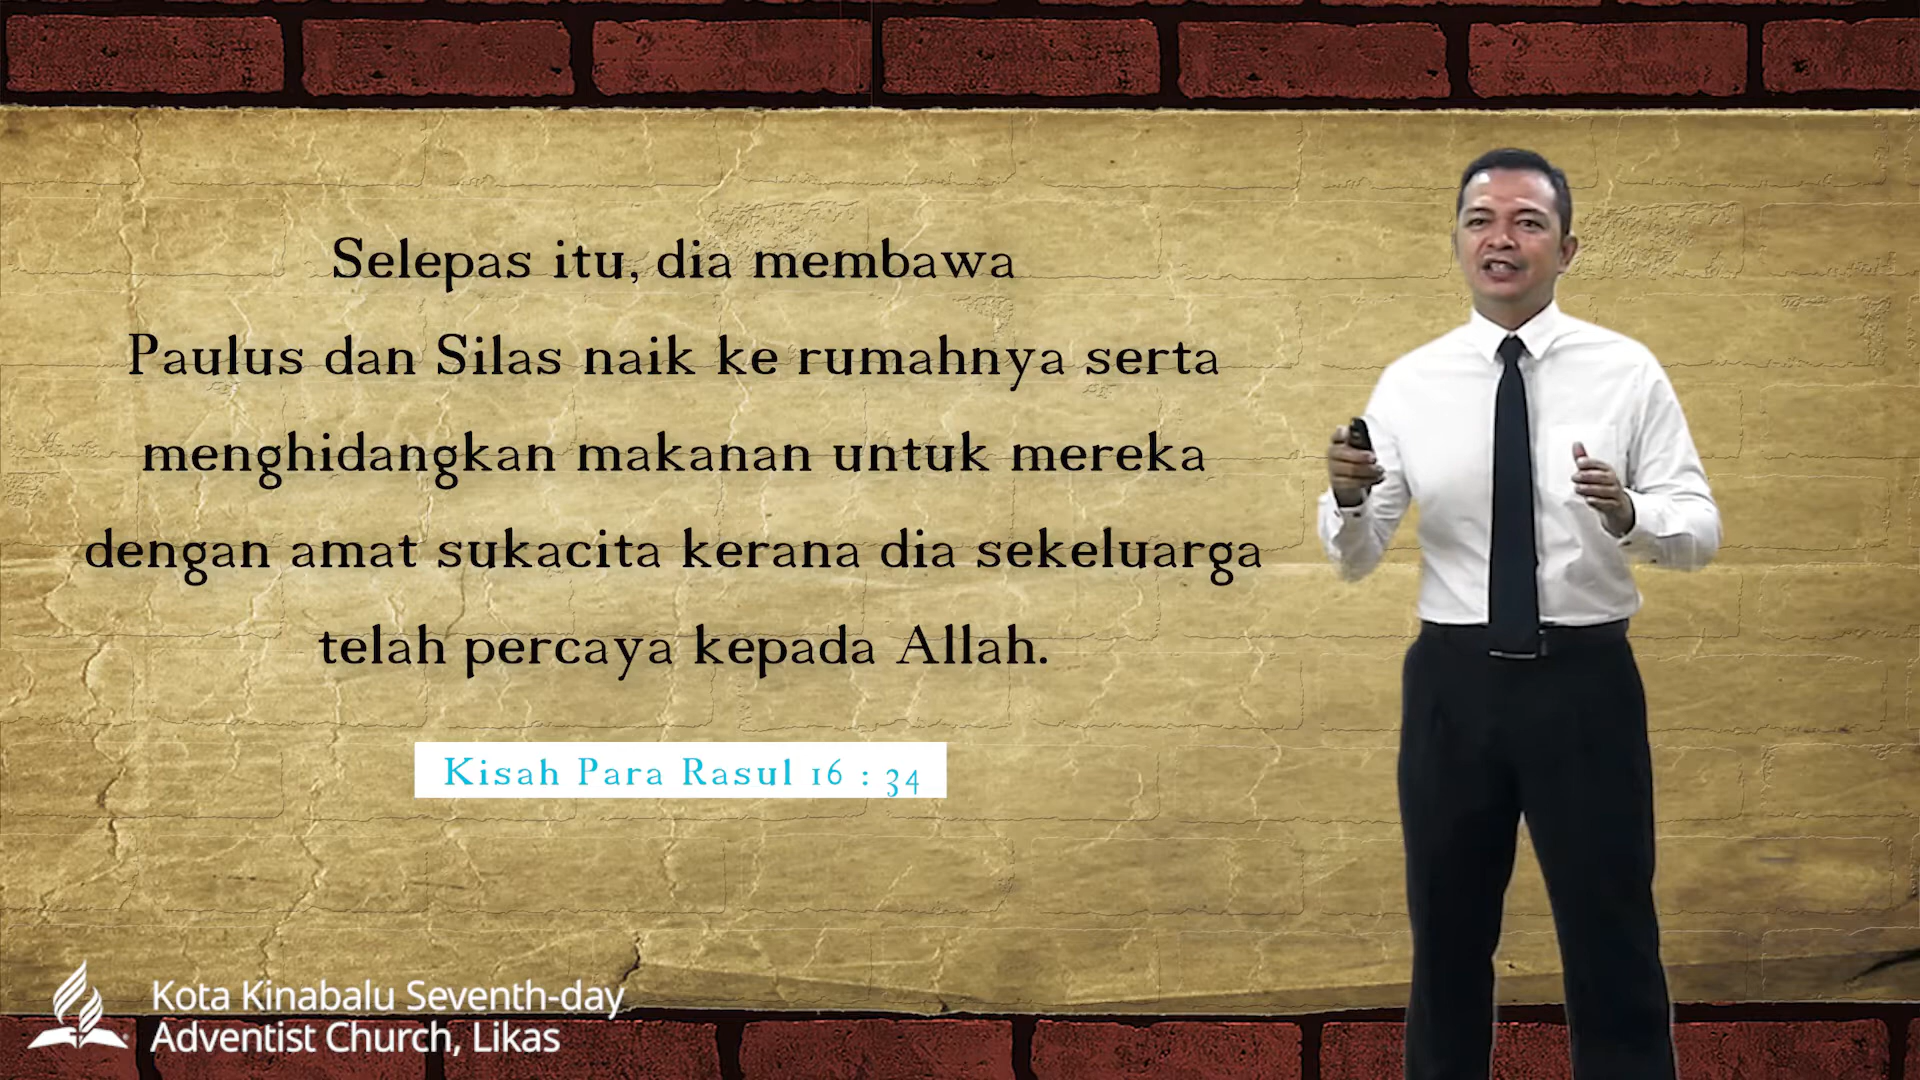 Selepas itu, dia membawa
Paulus dan Silas naik ke rumahnya serta
menghidangkan makanan untuk mereka
dengan amat sukacita kerana dia sekeluarga
telah percaya kepada Allah.
Kisah Para Rasul 16 : 34
Kota Kinabalu Seventh-day
Adventist Church, Likas